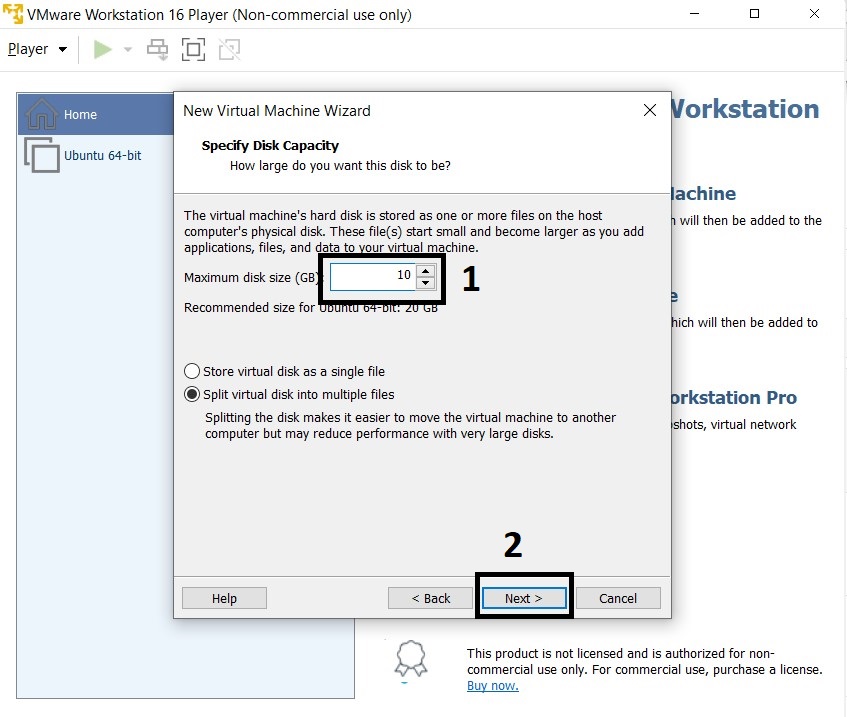 VMware Workstation 16 Player (Non-commercial use only)
Player
Home
Ubuntu 64-bit
New Virtual Machine Wizard
Specify Disk Capacity
How large do you want this disk to be?
The virtual machine's hard disk is stored as one or more files on the host
computer's physical disk. These file(s) start small and become larger as you add
applications, files, and data to your virtual machine.
Maximum disk size (GB):
10
1
Recommended size for Ubuntu 64-bit: 20 GB
Store virtual disk as a single file
Split virtual disk into multiple files
Splitting the disk makes it easier to move the virtual machine to another
computer but may reduce performance with very large disks.
2
Help
< Back
Next >
Cancel
Workstation
Machine
will then be added to the
which will then be added to
Workstation Pro
virtual network
This product is not licensed and is authorized for non-
commercial use only. For commercial use, purchase a license.
Buy now.